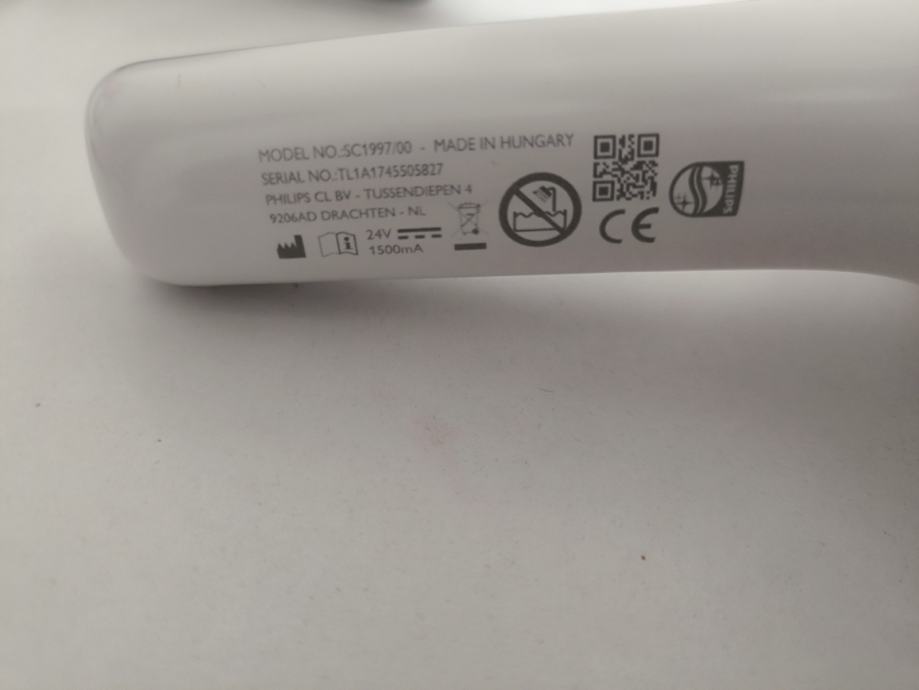 MODEL NO.:SC1997/00 - MADE IN HUNGARY
SERIAL NO.:TL1A1745505827
PHILIPS CL BV - TUSSENDIEPEN 4
9206AD DRACHTEN - NL
24V
1500mA
CE
PHILIPS